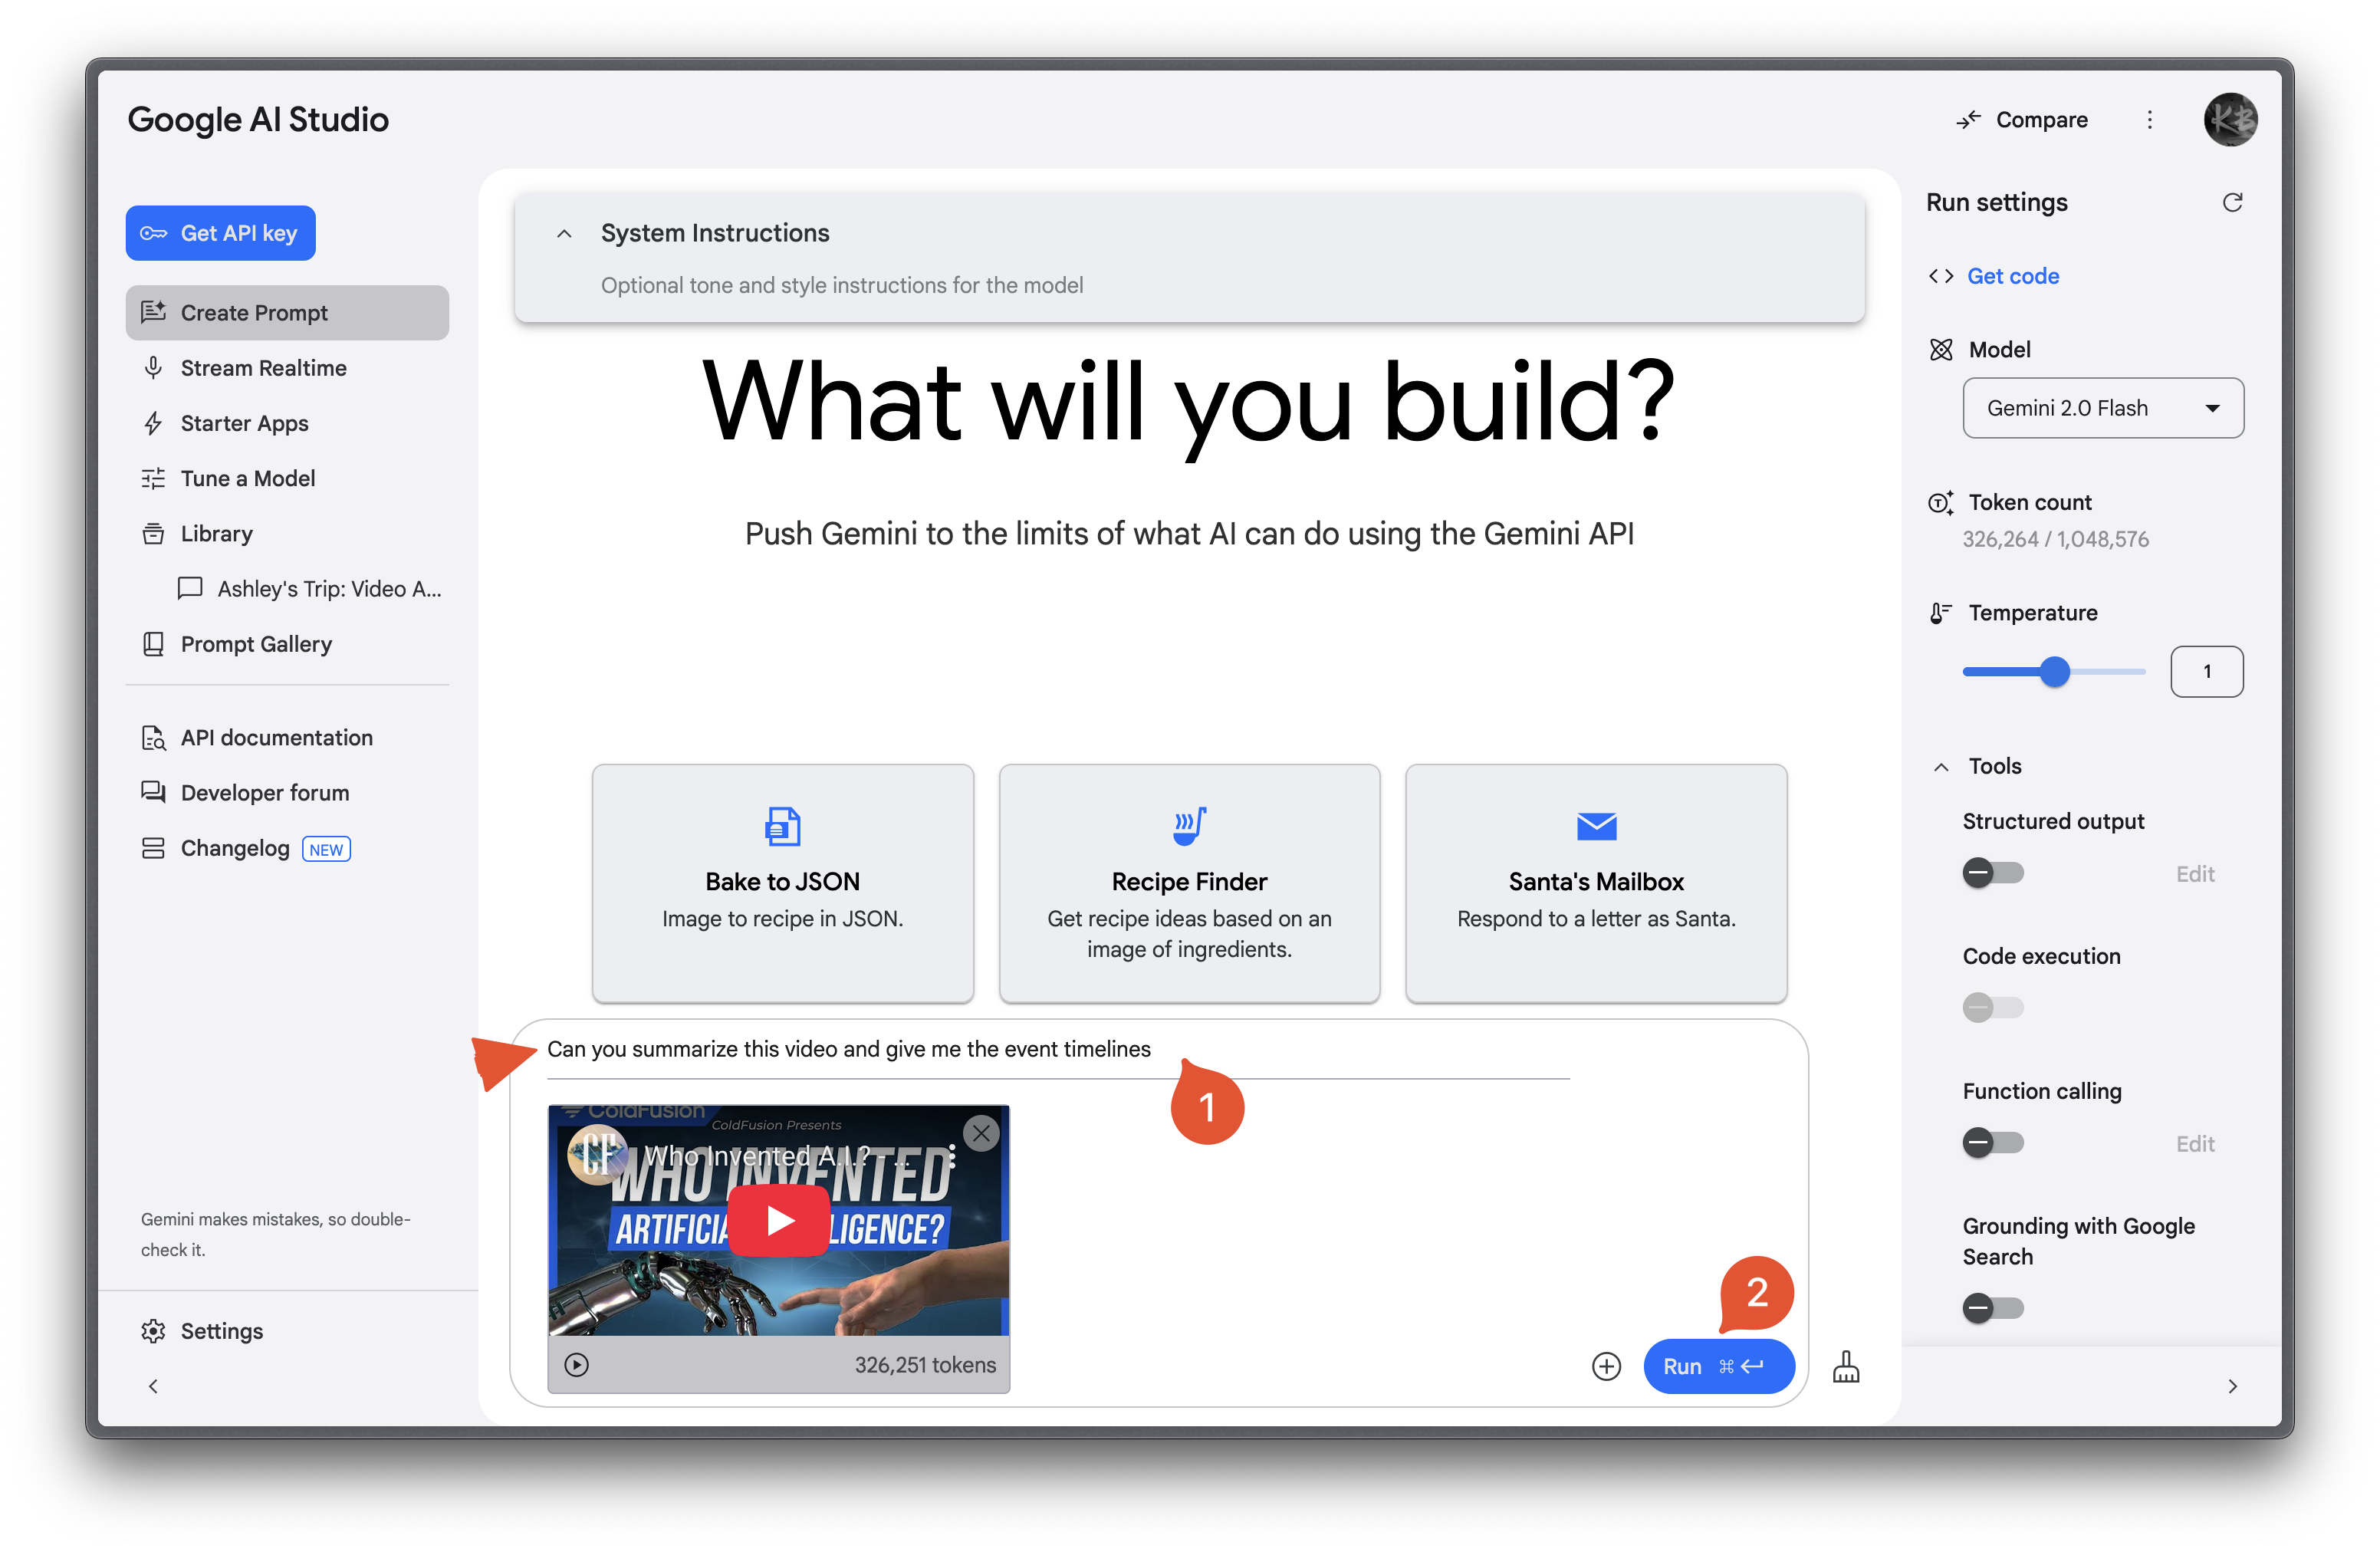 Google AI Studio
Compare
KB
Get API key
Create Prompt
Stream Realtime
Starter Apps
Tune a Model
Library
Ashley's Trip: Video A...
Prompt Gallery
API documentation
Developer forum
Changelog NEW
Gemini makes mistakes, so double-
check it.
Settings
System Instructions
Optional tone and style instructions for the model
What will you build?
Push Gemini to the limits of what AI can do using the Gemini API
Bake to JSON
Image to recipe in JSON.
Recipe Finder
Get recipe ideas based on an
image of ingredients.
Santa's Mailbox
Respond to a letter as Santa.
Can you summarize this video and give me the event timelines
1
ColdFusion
ColdFusion Presents
CF
Who Invented A.I.? - ...
WHO INVENTED
ARTIFICIA LIGENCE?
326,251 tokens
2
Run ⌘ ↵
Run settings
Get code
Model
Gemini 2.0 Flash
Token count
326,264 / 1,048,576
Temperature
1
Tools
Structured output
Edit
Code execution
Function calling
Edit
Grounding with Google
Search